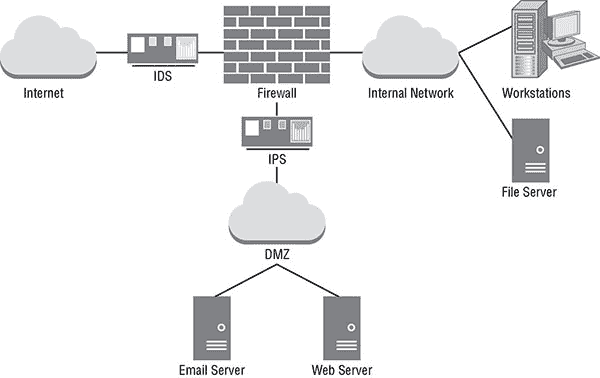 Internet
IDS
Firewall
Internal Network
Workstations
IPS
File Server
DMZ
Email Server
Web Server